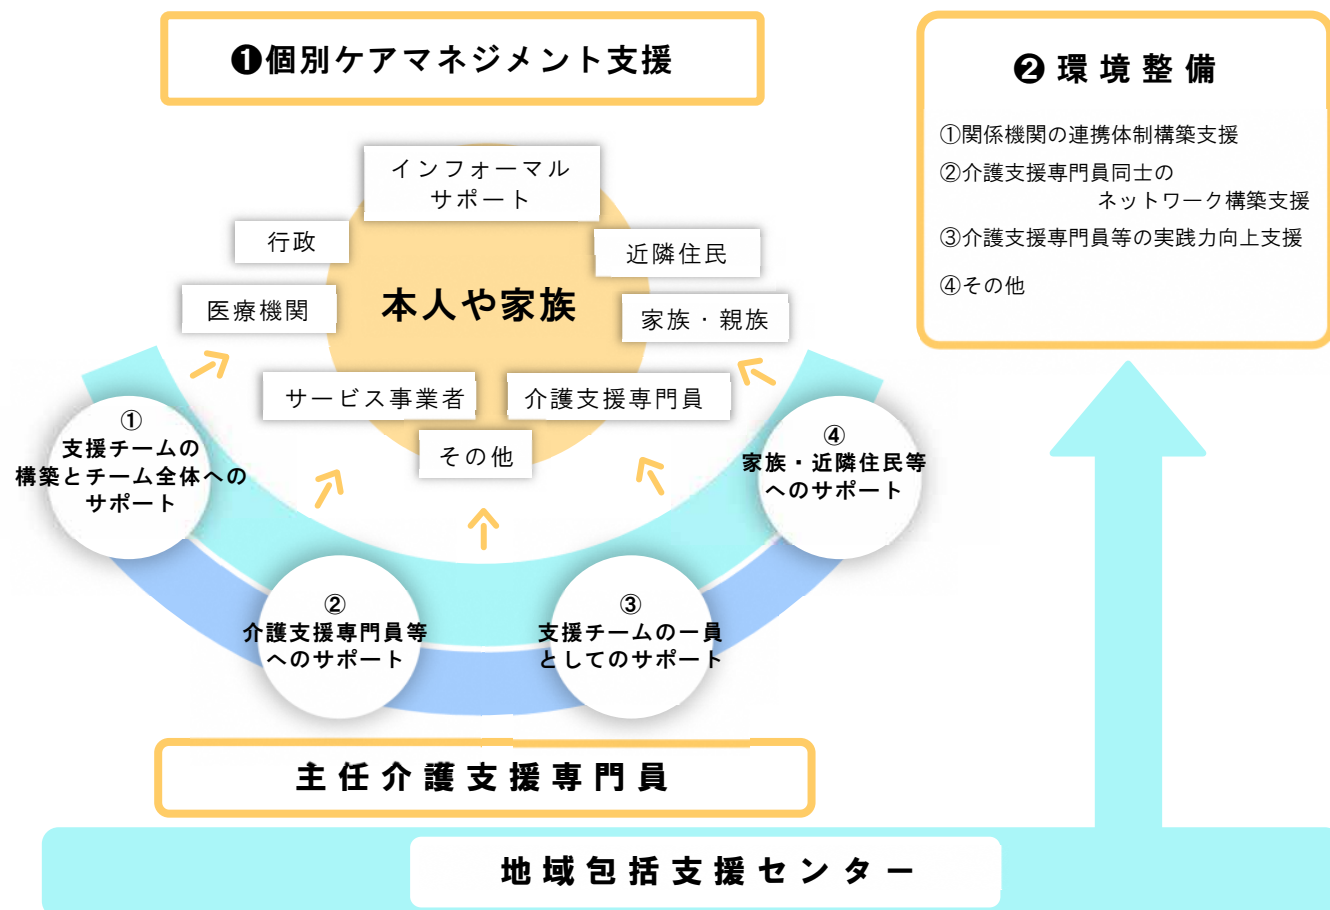 ❶個別ケアマネジメント支援
インフォーマル
サポート
行政
近隣住民
医療機関
本人や家族
家族・親族
サービス事業者
介護支援専門員
その他
①
支援チームの
構築とチーム全体への
サポート
②
介護支援専門員等
へのサポート
③
支援チームの一員
としてのサポート
④
家族・近隣住民等
へのサポート
主任介護支援専門員
地域包括支援センター
❷環境整備
①関係機関の連携体制構築支援
②介護支援専門員同士の
ネットワーク構築支援
③介護支援専門員等の実践力向上支援
④その他